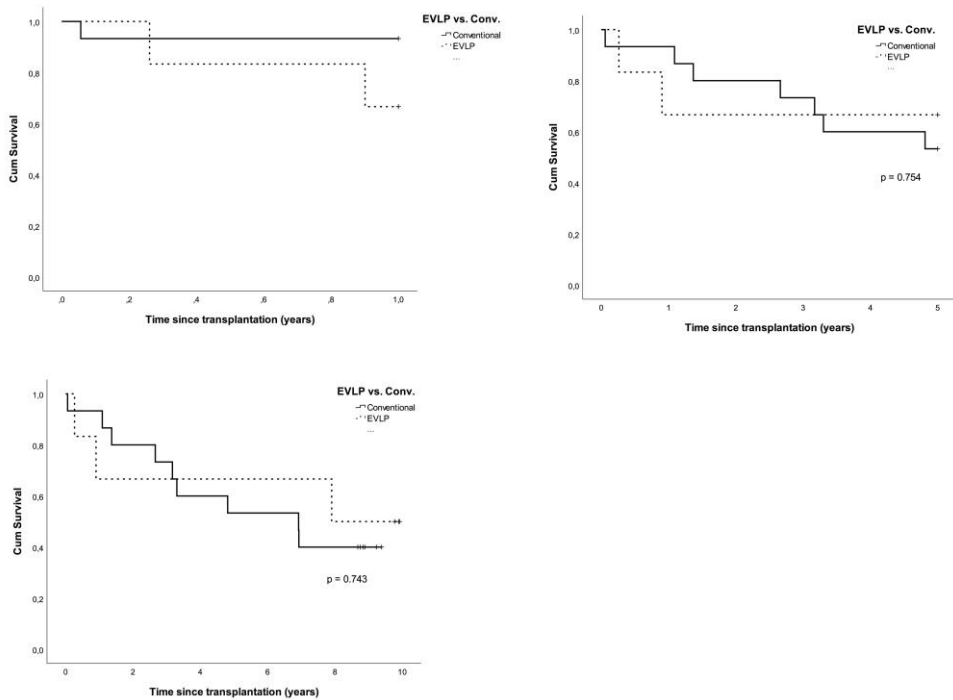 EVLP vs. Conv.
Conventional
EVLP
...
Cum Survival
1,0
0,8
0,6
0,4
0,2
0,0
,0 ,2 ,4 ,6 ,8 1,0
Time since transplantation (years)
EVLP vs. Conv.
Conventional
EVLP
...
Cum Survival
1,0
0,8
0,6
0,4
0,2
0,0
p = 0.754
0 1 2 3 4 5
Time since transplantation (years)
EVLP vs. Conv.
Conventional
EVLP
...
Cum Survival
1,0
0,8
0,6
0,4
0,2
0,0
p = 0.743
0 2 4 6 8 10
Time since transplantation (years)